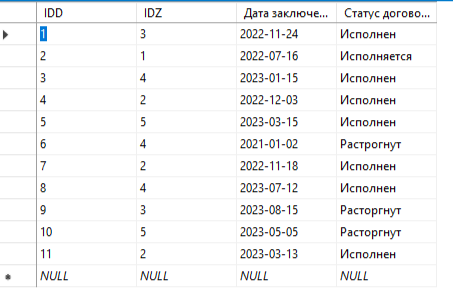 IDD IDZ Дата заключе... Статус догово...
1 3 2022-11-24 Исполнен
2 1 2022-07-16 Исполняется
3 4 2023-01-15 Исполнен
4 2 2022-12-03 Исполнен
5 5 2023-03-15 Исполнен
6 4 2021-01-02 Растрогнут
7 2 2022-11-18 Исполнен
8 4 2023-07-12 Исполнен
9 3 2023-08-15 Расторгнут
10 5 2023-05-05 Расторгнут
11 2 2023-03-13 Исполнен
NULL NULL NULL NULL